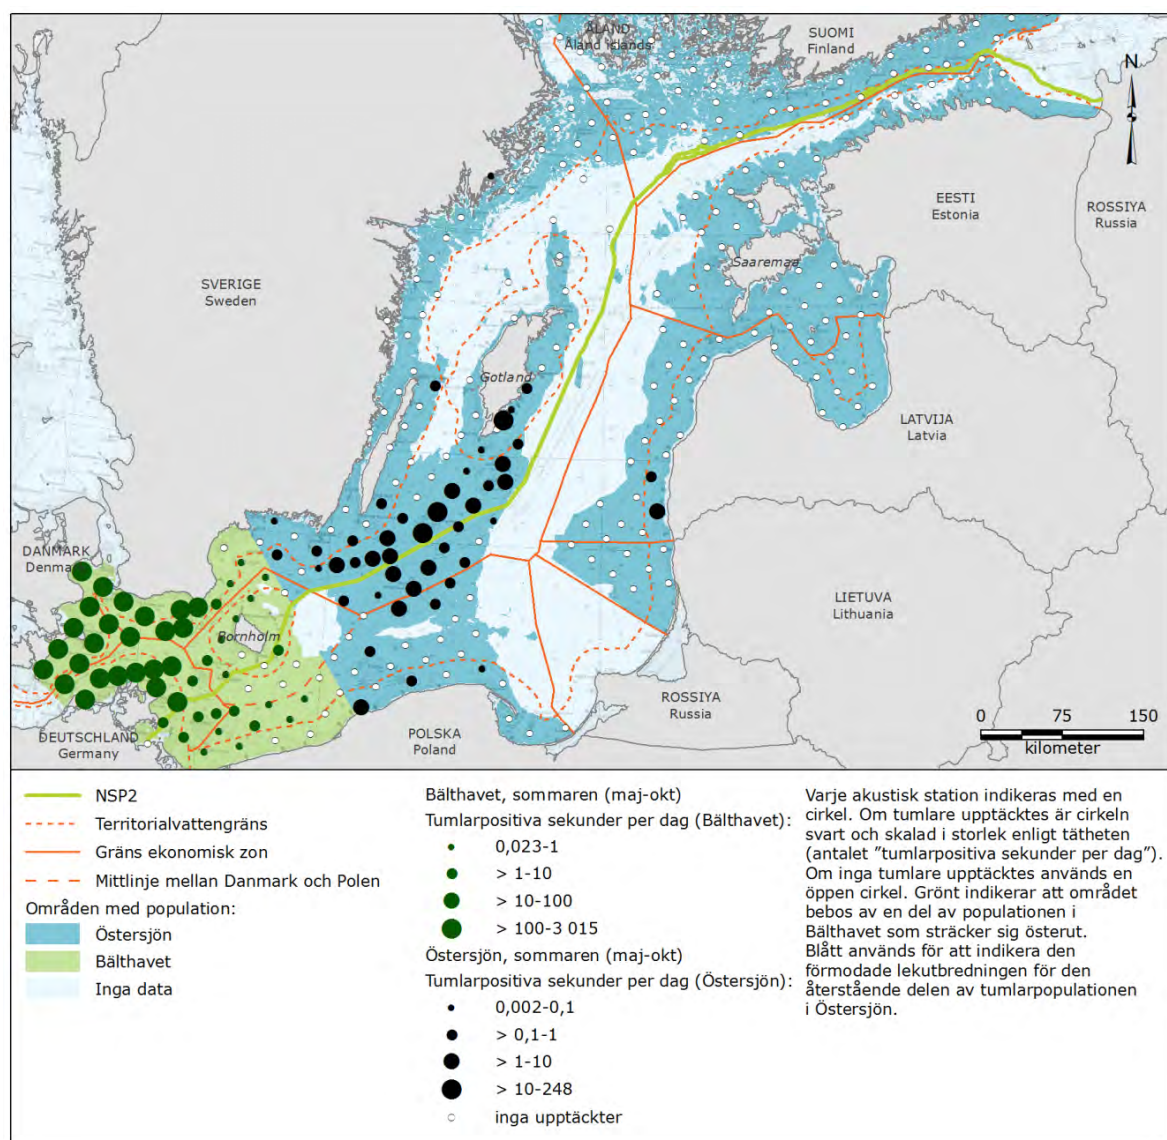 ÅLAND
Åland islands
SUOMI
Finland
N
EESTI
Estonia
ROSSIYA
Russia
SVERIGE
Sweden
Saaremaa
Gotland
LATVIJA
Latvia
DANMARK
Denmark
LIETUVA
Lithuania
Bornholm
ROSSIYA
Russia
DEUTSCHLAND
Germany
POLSKA
Poland
0 75 150
kilometer
NSP2
Territorialvattengräns
Gräns ekonomisk zon
Mittlinje mellan Danmark och Polen
Områden med population:
Östersjön
Bälthavet
Inga data
Bälthavet, sommaren (maj-okt)
Tumlarpositiva sekunder per dag (Bälthavet):
0,023-1
> 1-10
> 10-100
> 100-3 015
Östersjön, sommaren (maj-okt)
Tumlarpositiva sekunder per dag (Östersjön):
0,002-0,1
> 0,1-1
> 1-10
> 10-248
inga upptäckter
Varje akustisk station indikeras med en
cirkel. Om tumlare upptäcktes är cirkeln
svart och skalad i storlek enligt tätheten
(antalet ”tumlarpositiva sekunder per dag”).
Om inga tumlare upptäcktes används en
öppen cirkel. Grönt indikerar att området
bebos av en del av populationen i
Bälthavet som sträcker sig österut.
Blått används för att indikera den
förmodade lekutbredningen för den
återstående delen av tumlarpopulationen
i Östersjön.